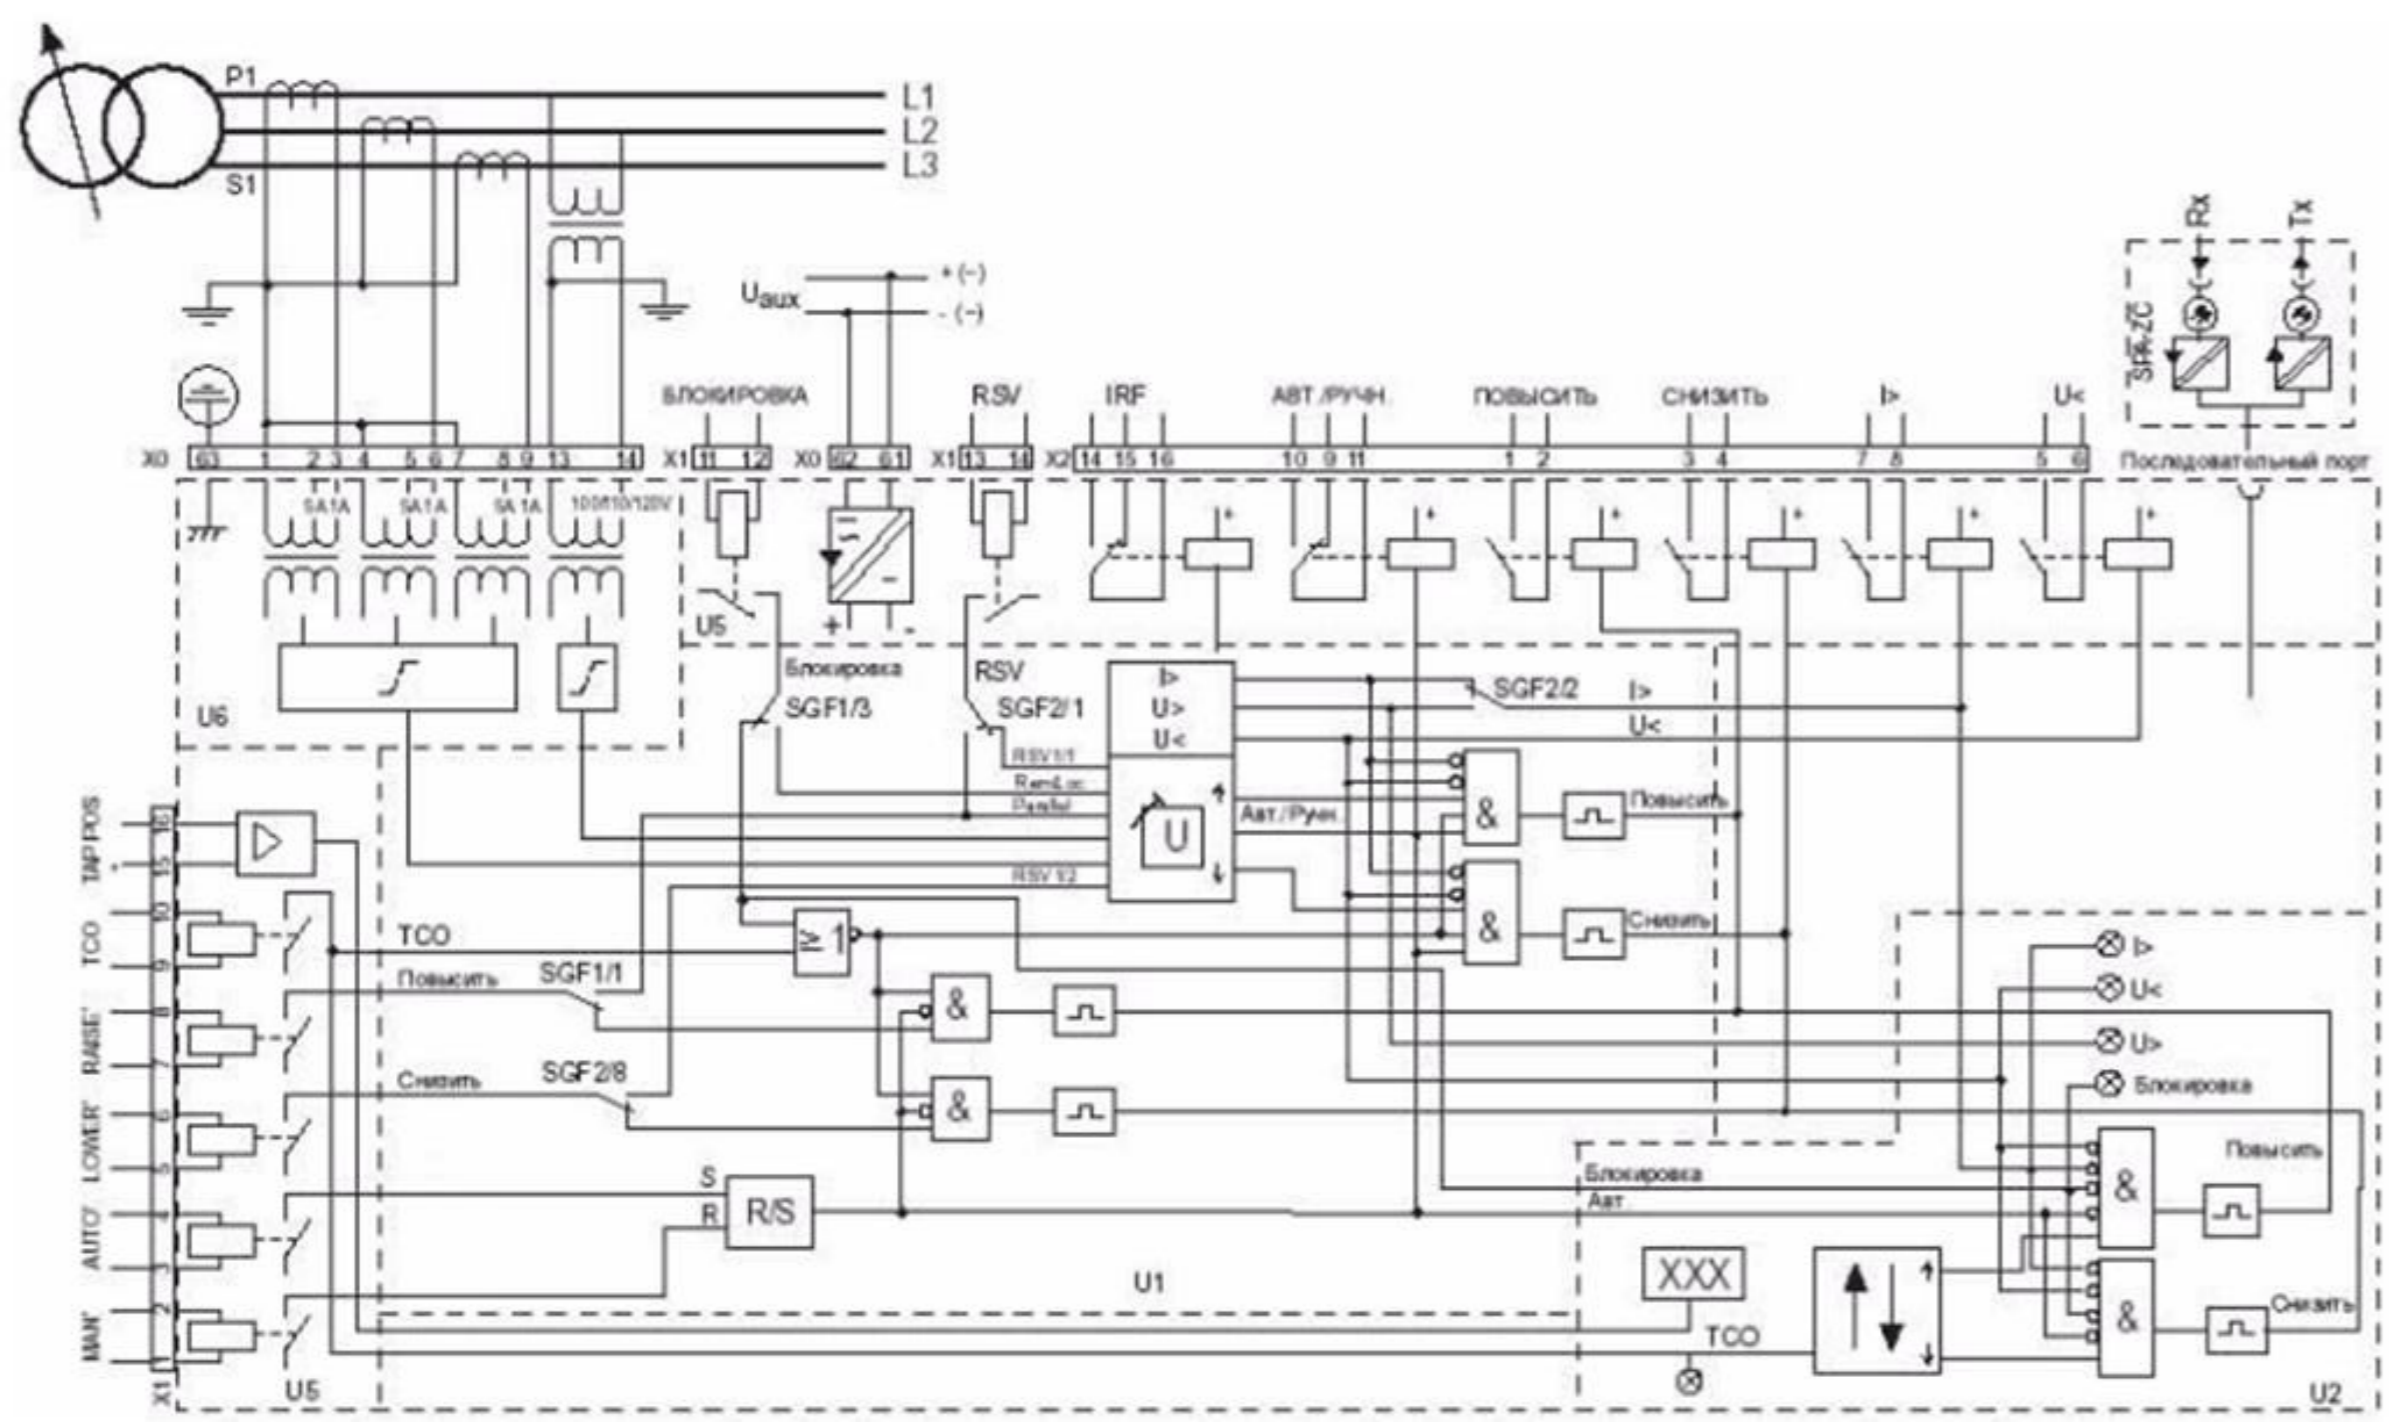 P1
L1
L2
L3
S1
Uaux
+ (–)
- (–)
Rx
Tx
SPA-ZC
БЛОКИРОВКА
RSV
IRF
АВТ./РУЧН.
ПОВЫСИТЬ
СНИЗИТЬ
I>
U<
X0 63 1 2 3 4 5 6 7 8 9 13 14
X1 11 12
X0 62 61
X1 13 14
X2 14 15 16 10 9 11 1 2 3 4 7 8 5 6
Последовательный порт
5A 1A
5A 1A
5A 1A
100/110/120V
+ + + + + +
U5
+ -
Блокировка
SGF1/3
RSV
SGF2/1
I>
U>
U<
SGF2/2
I>
U<
U6
RSV1/1
Rem&Loc
Parallel
U
Авт./Ручн.
&
Повысить
RSV 1/2
TAP POS
16
15
TCO
10
9
TCO
≥ 1
&
Снизить
Повысить
SGF1/1
&
RAISE'
8
7
Снизить
SGF2/8
&
LOWER'
6
5
I>
U<
U>
Блокировка
S
R
R/S
AUTO'
4
3
Блокировка
Авт.
&
Повысить
U1
XXX
MAN'
2
1
TCO
&
Снизить
X1
U5
U2